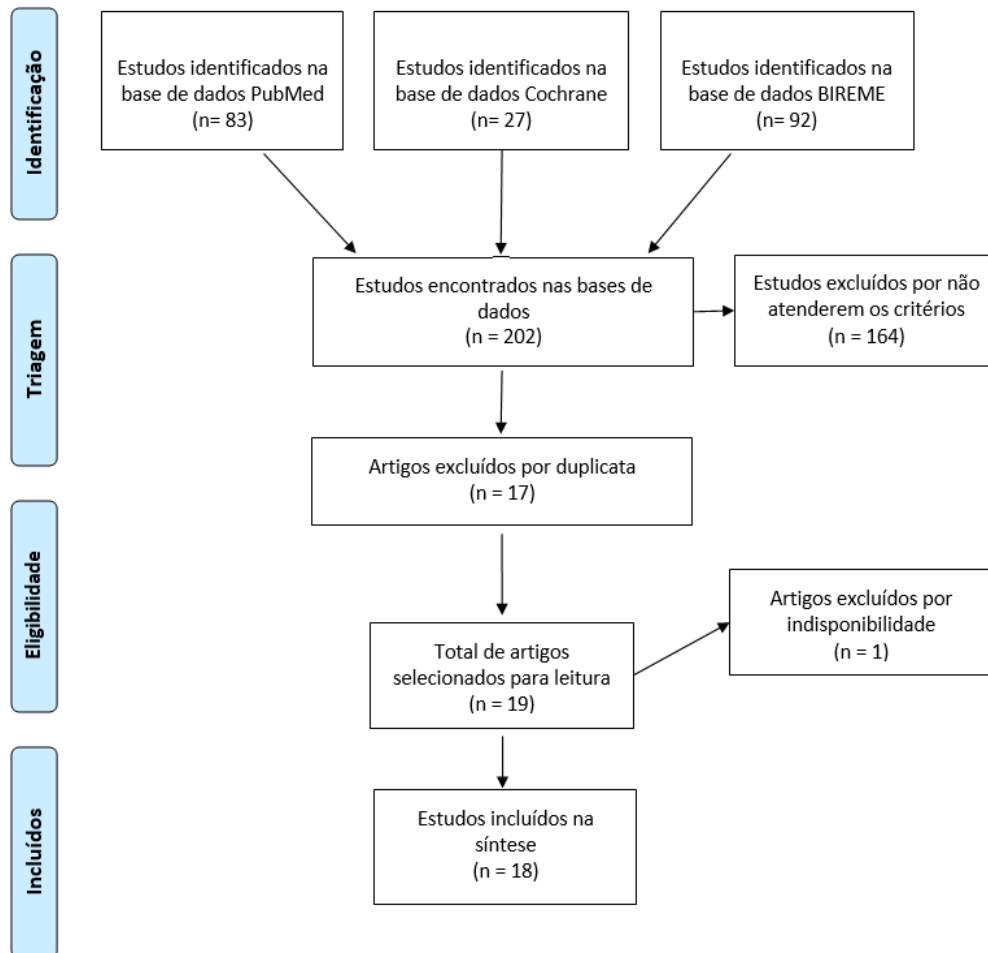 Identificação
Estudos identificados na
base de dados PubMed
(n= 83)
Estudos identificados na
base de dados Cochrane
(n= 27)
Estudos identificados na
base de dados BIREME
(n= 92)
Triagem
Estudos encontrados nas bases de
dados
(n = 202)
Estudos excluídos por não
atenderem os critérios
(n = 164)
Artigos excluídos por duplicata
(n = 17)
Eligibilidade
Total de artigos
selecionados para leitura
(n = 19)
Artigos excluídos por
indisponibilidade
(n = 1)
Incluídos
Estudos incluídos na
síntese
(n = 18)